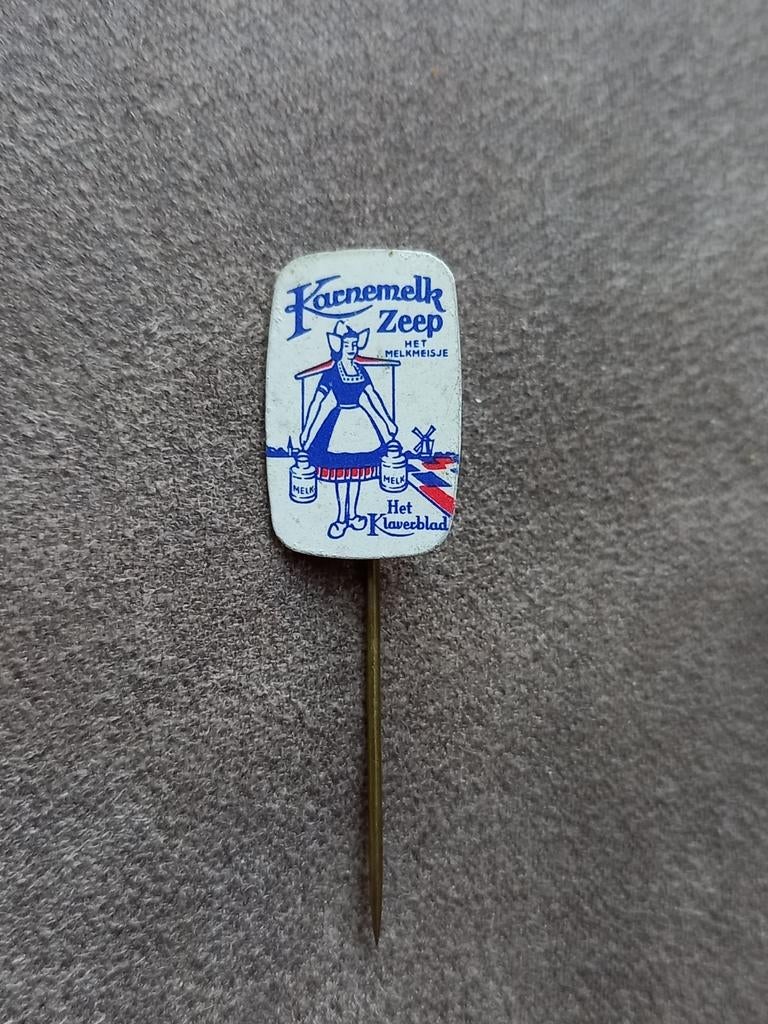 Karnemelk
Zeep
HET
MELKMEISJE
MELK
MELK
Het
Klaverblad